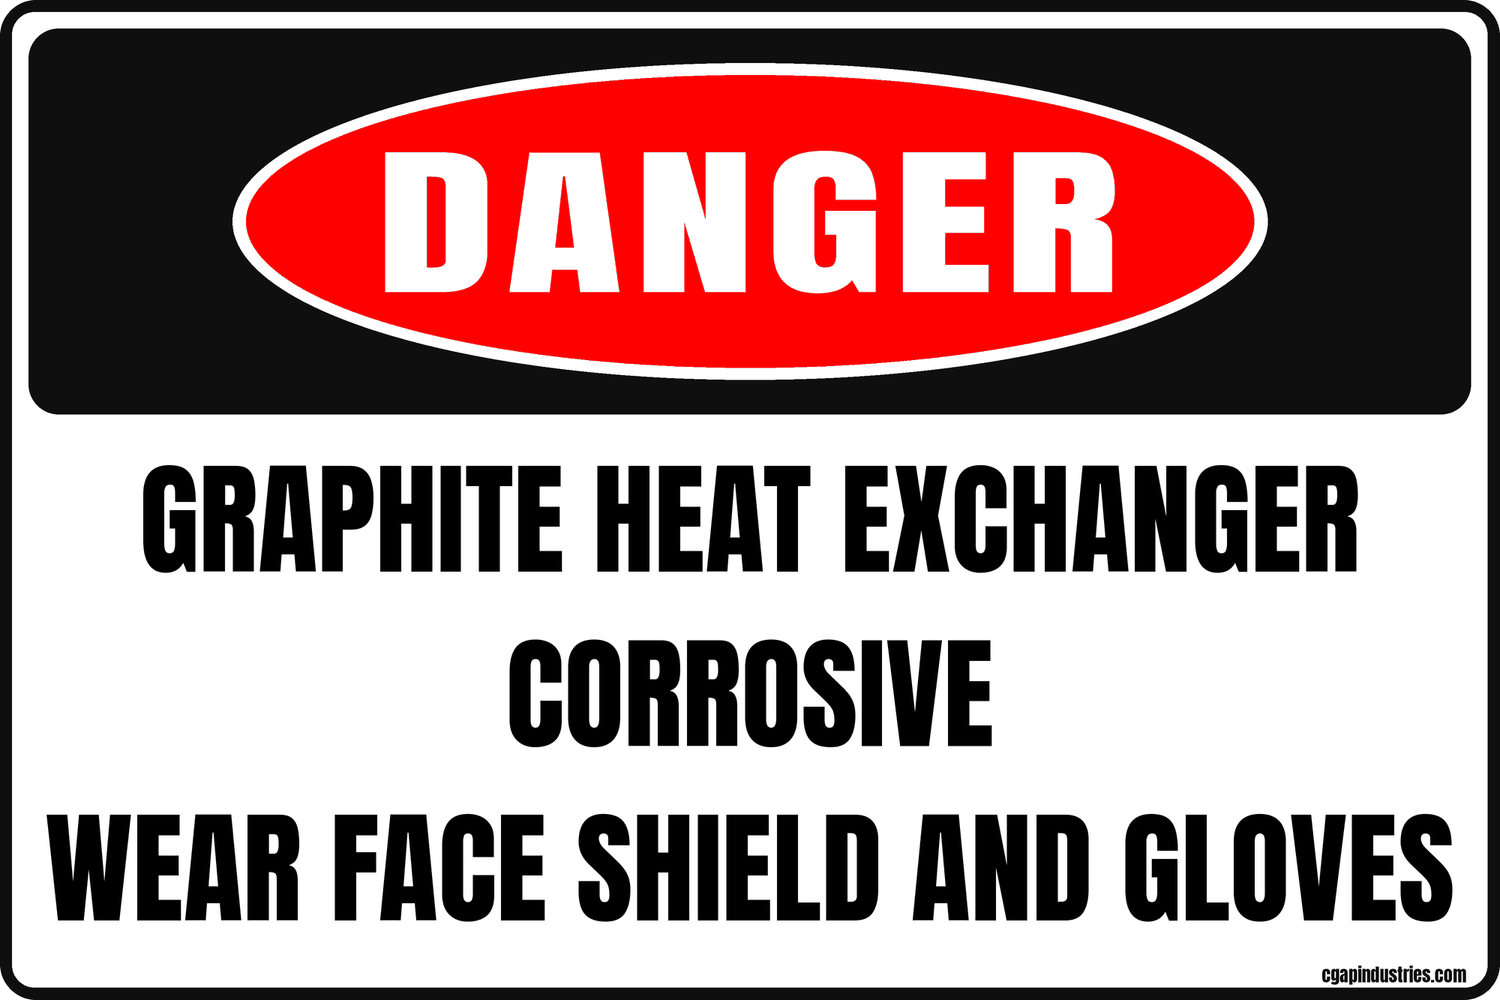 DANGER
GRAPHITE HEAT EXCHANGER
CORROSIVE
WEAR FACE SHIELD AND GLOVES
cgapindustries.com